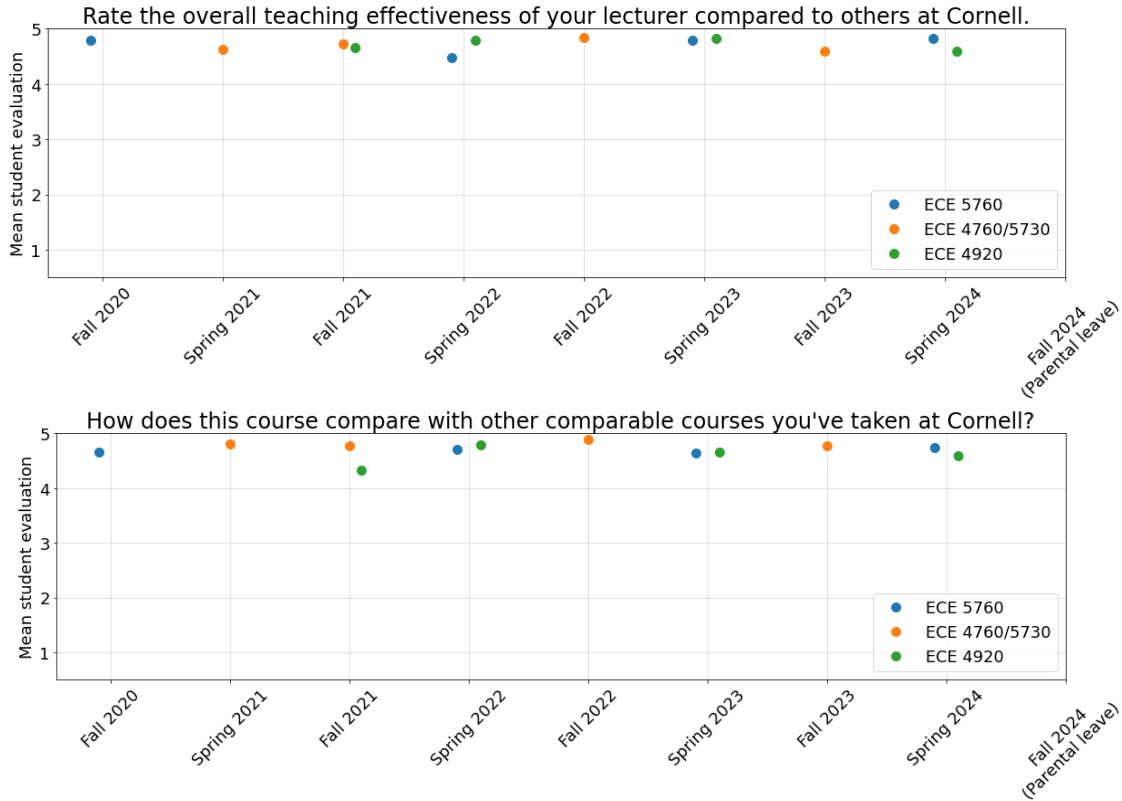 Rate the overall teaching effectiveness of your lecturer compared to others at Cornell.
Mean student evaluation
5
4
3
2
1
ECE 5760
ECE 4760/5730
ECE 4920
Fall 2020
Spring 2021
Fall 2021
Spring 2022
Fall 2022
Spring 2023
Fall 2023
Spring 2024
Fall 2024
(Parental leave)
How does this course compare with other comparable courses you've taken at Cornell?
Mean student evaluation
5
4
3
2
1
ECE 5760
ECE 4760/5730
ECE 4920
Fall 2020
Spring 2021
Fall 2021
Spring 2022
Fall 2022
Spring 2023
Fall 2023
Spring 2024
Fall 2024
(Parental leave)